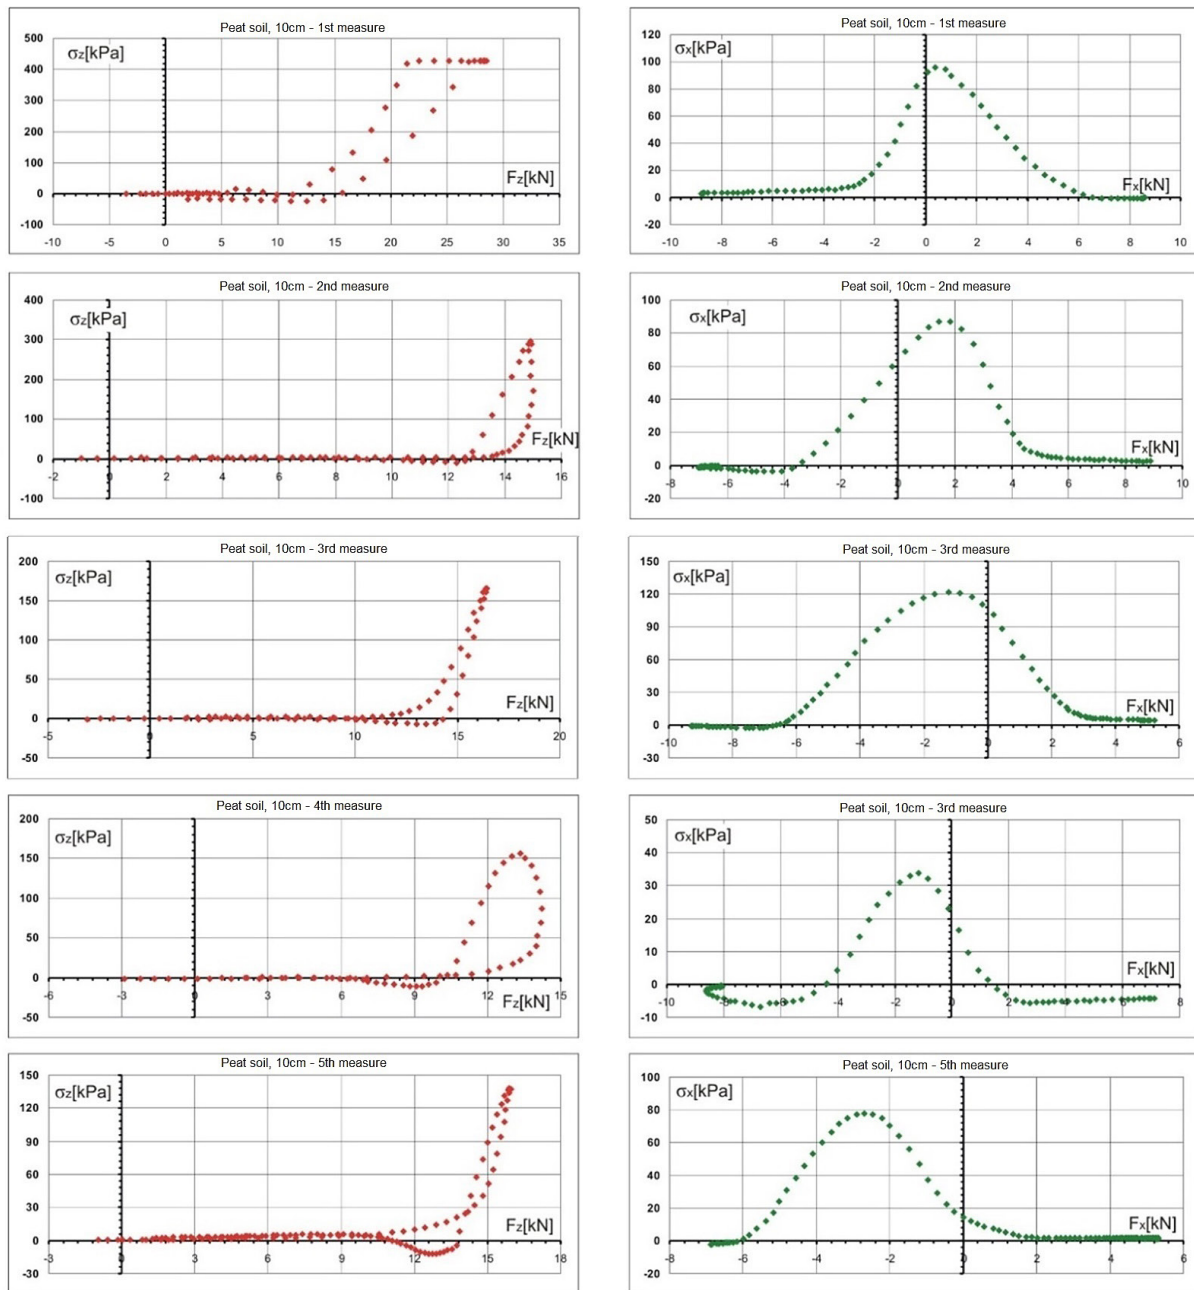 Peat soil, 10cm - 1st measure
500
σz[kPa]
400
300
200
100
Fz[kN]
0
-100
-10 -5 0 5 10 15 20 25 30 35
Peat soil, 10cm - 1st measure
120
σx[kPa]
100
80
60
40
20
Fx[kN]
0
-20
-10 -8 -6 -4 -2 0 2 4 6 8 10
Peat soil, 10cm - 2nd measure
400
σz[kPa]
300
200
100
Fz[kN]
0
-2 0 2 4 6 8 10 12 14 16
-100
Peat soil, 10cm - 2nd measure
100
σx[kPa]
80
60
40
20
Fx[kN]
0
-8 -6 -4 -2 0 2 4 6 8 10
-20
Peat soil, 10cm - 3rd measure
200
σz[kPa]
150
100
50
Fz[kN]
0
-5 0 5 10 15 20
-50
Peat soil, 10cm - 3rd measure
150
σx[kPa]
120
90
60
30
Fx[kN]
0
-10 -8 -6 -4 -2 0 2 4 6
-30
Peat soil, 10cm - 4th measure
200
σz[kPa]
150
100
50
0
-6 -3 0 3 6 9 12 15
Fz[kN]
-50
Peat soil, 10cm - 3rd measure
50
σx[kPa]
40
30
20
10
Fx[kN]
0
-10 -8 -6 -4 -2 0 2 4 6 8
-10
Peat soil, 10cm - 5th measure
150
σz[kPa]
120
90
60
30
Fz[kN]
0
-3 0 3 6 9 12 15 18
-30
Peat soil, 10cm - 5th measure
100
σx[kPa]
80
60
40
20
Fx[kN]
0
-8 -6 -4 -2 0 2 4 6
-20